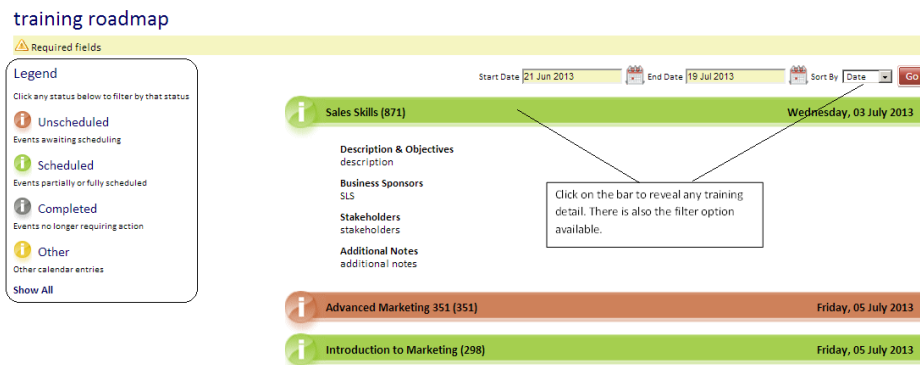 training roadmap
Required fields
Legend
Click any status below to filter by that status
Unscheduled
Events awaiting scheduling
Scheduled
Events partially or fully scheduled
Completed
Events no longer requiring action
Other
Other calendar entries
Show All
Start Date 21 Jun 2013 End Date 19 Jul 2013 Sort By Date Go
Sales Skills (871) Wednesday, 03 July 2013
Description & Objectives
description
Business Sponsors
SLS
Stakeholders
stakeholders
Additional Notes
additional notes
Click on the bar to reveal any training
detail. There is also the filter option
available.
Advanced Marketing 351 (351) Friday, 05 July 2013
Introduction to Marketing (298) Friday, 05 July 2013